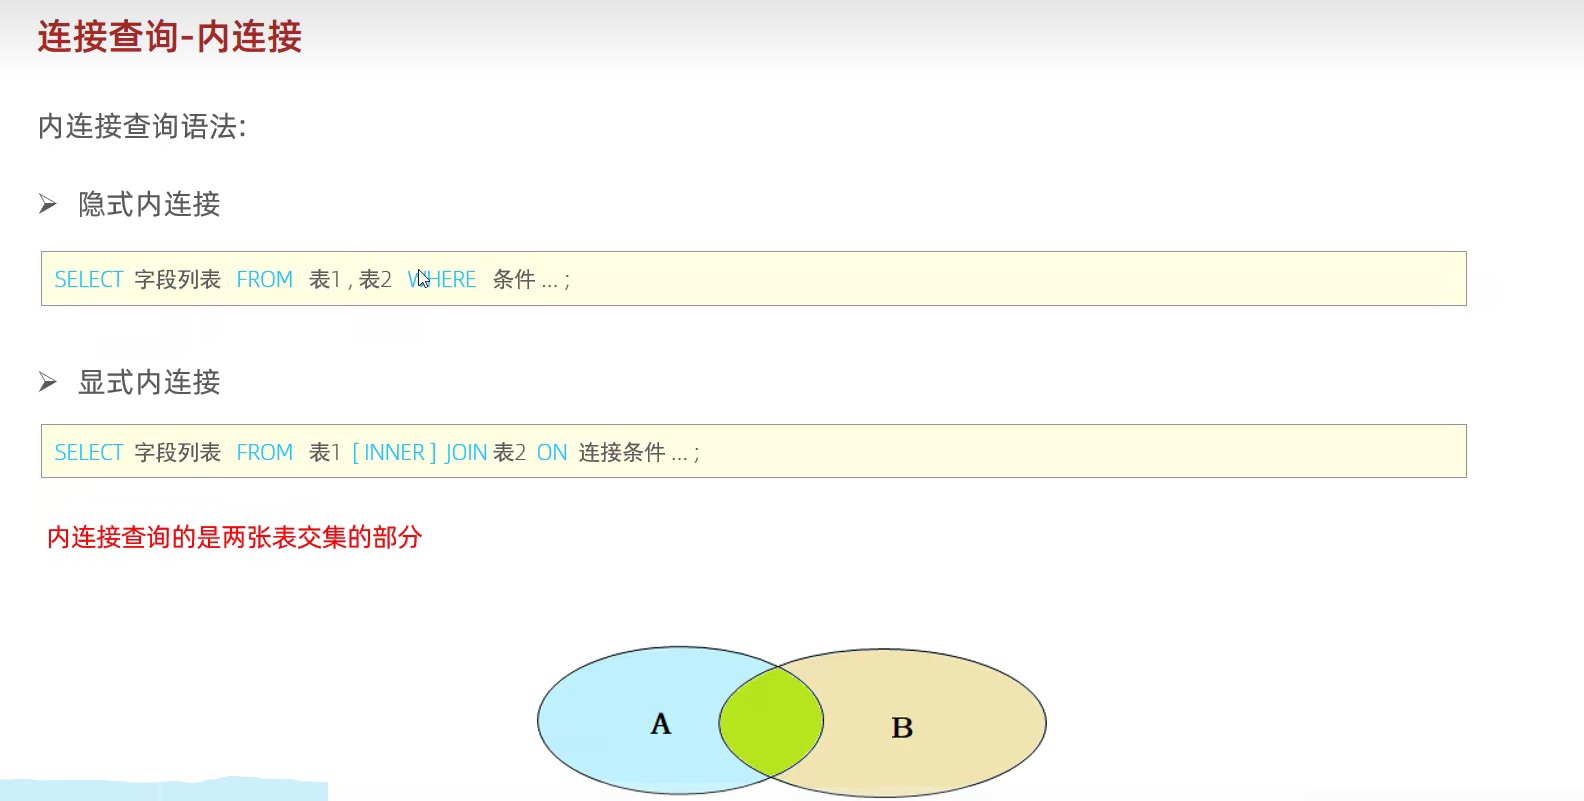 连接查询-内连接
内连接查询语法:
隐式内连接
SELECT 字段列表 FROM 表1 , 表2 WHERE 条件 ... ;
显式内连接
SELECT 字段列表 FROM 表1 [ INNER ] JOIN 表2 ON 连接条件 ... ;
内连接查询的是两张表交集的部分
A B